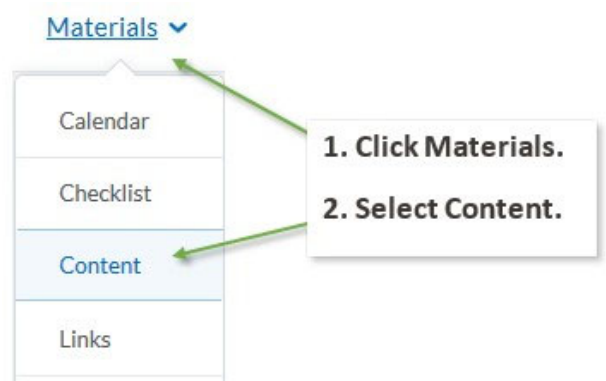 Materials
Calendar
Checklist
Content
Links
1. Click Materials.
2. Select Content.